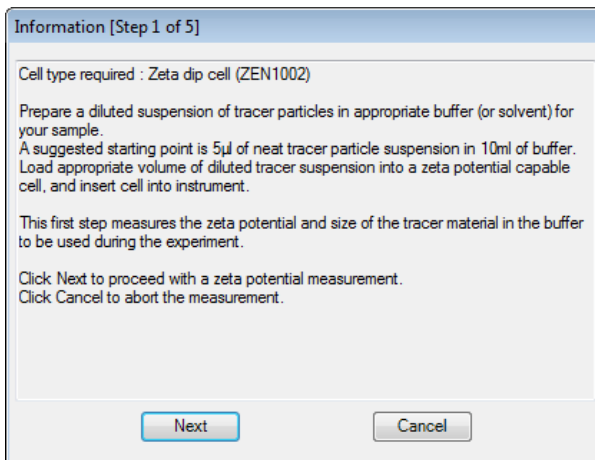 Information [Step 1 of 5]
Cell type required : Zeta dip cell (ZEN1002)
Prepare a diluted suspension of tracer particles in appropriate buffer (or solvent) for
your sample.
A suggested starting point is 5µl of neat tracer particle suspension in 10ml of buffer.
Load appropriate volume of diluted tracer suspension into a zeta potential capable
cell, and insert cell into instrument.
This first step measures the zeta potential and size of the tracer material in the buffer
to be used during the experiment.
Click Next to proceed with a zeta potential measurement.
Click Cancel to abort the measurement.
Next
Cancel